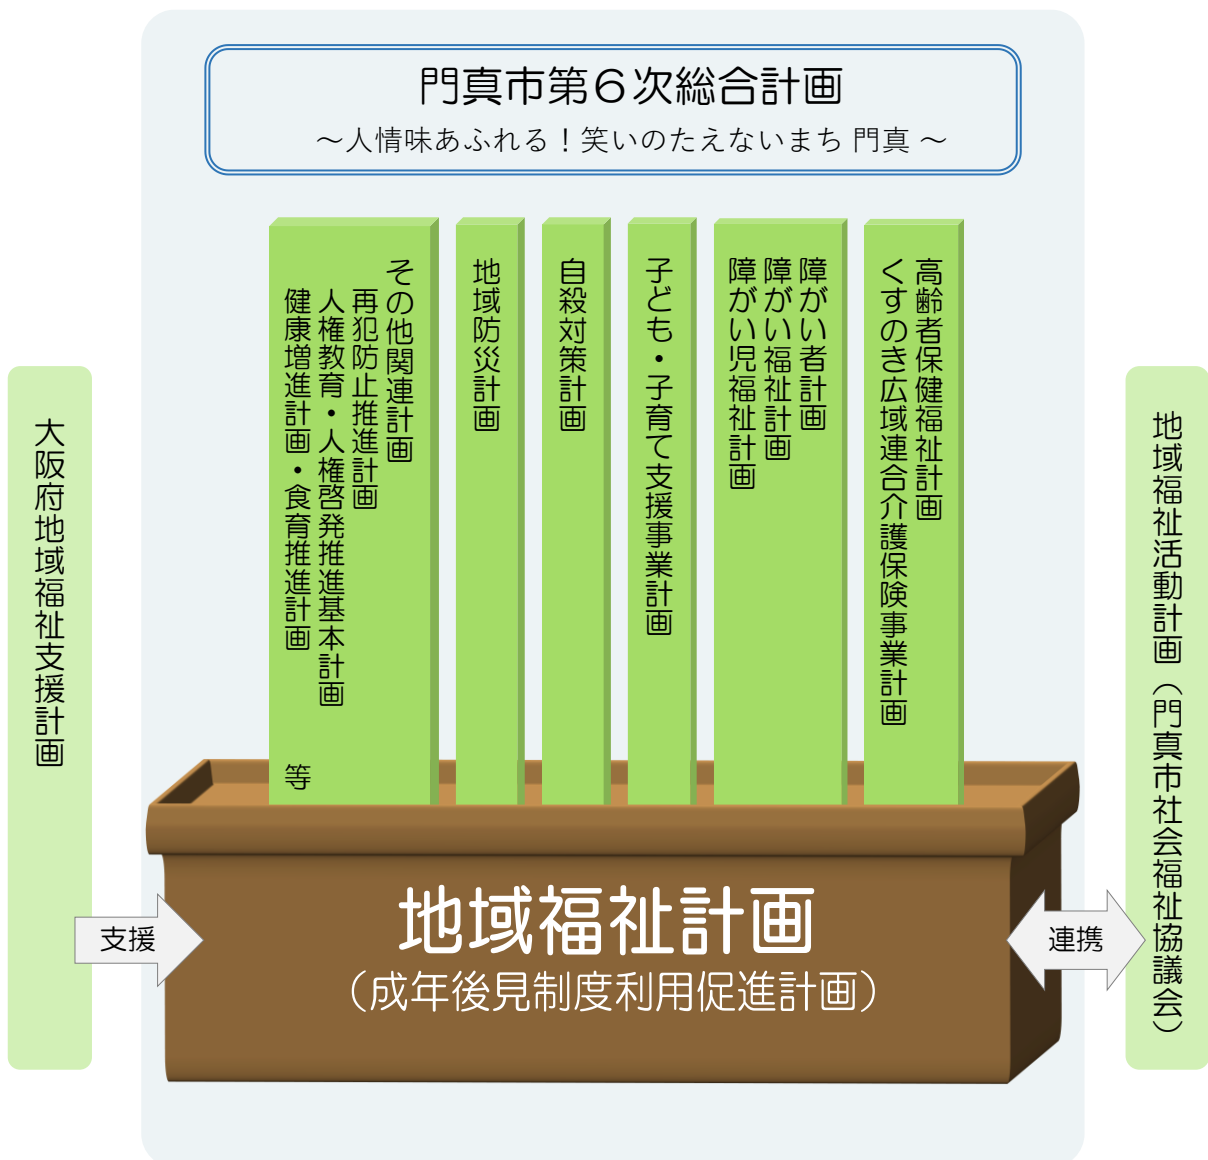 門真市第６次総合計画
～人情味あふれる！笑いのたえないまち 門真 ～
高齢者保健福祉計画
くすのき広域連合介護保険事業計画
障がい者計画
障がい福祉計画
障がい児福祉計画
子ども・子育て支援事業計画
自殺対策計画
地域防災計画
その他関連計画
再犯防止推進計画
人権教育・人権啓発推進基本計画
健康増進計画・食育推進計画　等
大阪府地域福祉支援計画
支援
地域福祉計画
（成年後見制度利用促進計画）
連携
地域福祉活動計画（門真市社会福祉協議会）